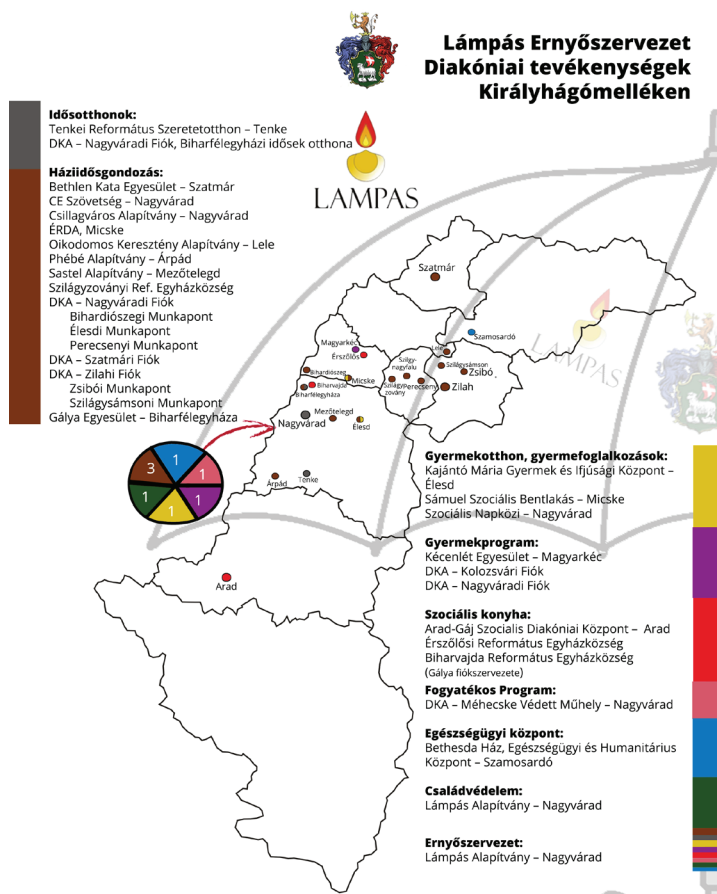 Lámpás Ernyőszervezet
Diakóniai tevékenységek
Királyhágómelléken
Idősotthonok:
Tenkei Református Szeretetotthon – Tenke
DKA – Nagyváradi Fiók, Biharfélegyházi idősek otthona
Háziidősgondozás:
Bethlen Kata Egyesület – Szatmár
CE Szövetség – Nagyvárad
Csillagváros Alapítvány – Nagyvárad
ÉRDA, Micske
Oikodomos Keresztény Alapítvány – Lele
Phébé Alapítvány – Árpád
Sastel Alapítvány – Mezőtelegd
Szilágyzoványi Ref. Egyházközség
DKA – Nagyváradi Fiók
Bihardiószegi Munkapont
Élesdi Munkapont
Perecsenyi Munkapont
DKA – Szatmári Fiók
DKA – Zilahi Fiók
Zsibói Munkapont
Szilágysámsoni Munkapont
Gálya Egyesület – Biharfélegyháza
LAMPAS
Szatmár
Szamosardó
Magyarkéc
Érszőlős
Lele
Szilágy-
nagyfalu
Szilágysámson
Zsibó
Bihardiószeg
Micske
Biharvajda
Biharfélegyháza
Szilágy-
zovány
Perecseny
Zilah
Nagyvárad
Mezőtelegd
Élesd
Árpád
Tenke
Arad
LAMPAS
3
1
1
1
1
1
Gyermekotthon, gyermefoglalkozások:
Kajántó Mária Gyermek és Ifjúsági Központ –
Élesd
Sámuel Szociális Bentlakás – Micske
Szociális Napközi – Nagyvárad
Gyermekprogram:
Kécenlét Egyesület – Magyarkéc
DKA – Kolozsvári Fiók
DKA – Nagyváradi Fiók
Szociális konyha:
Arad-Gáj Szocialis Diakóniai Központ – Arad
Érszőlősi Református Egyházközség
Biharvajda Református Egyházközség
(Gálya fiókszervezete)
Fogyatékos Program:
DKA – Méhecske Védett Műhely – Nagyvárad
Egészségügyi központ:
Bethesda Ház, Egészségügyi és Humanitárius
Központ – Szamosardó
Családvédelem:
Lámpás Alapítvány – Nagyvárad
Ernyőszervezet:
Lámpás Alapítvány – Nagyvárad